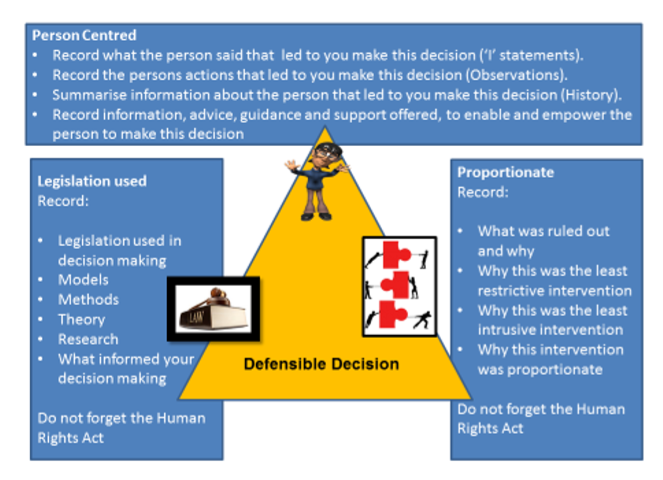 Person Centred
• Record what the person said that led to you make this decision (‘I’ statements).
• Record the persons actions that led to you make this decision (Observations).
• Summarise information about the person that led to you make this decision (History).
• Record information, advice, guidance and support offered, to enable and empower the
person to make this decision
Legislation used
Record:
• Legislation used in
decision making
• Models
• Methods
• Theory
• Research
• What informed your
decision making
Do not forget the Human
Rights Act
LAW
Defensible Decision
Proportionate
Record:
• What was ruled out
and why
• Why this was the least
restrictive intervention
• Why this was the least
intrusive intervention
• Why this intervention
was proportionate
Do not forget the Human
Rights Act